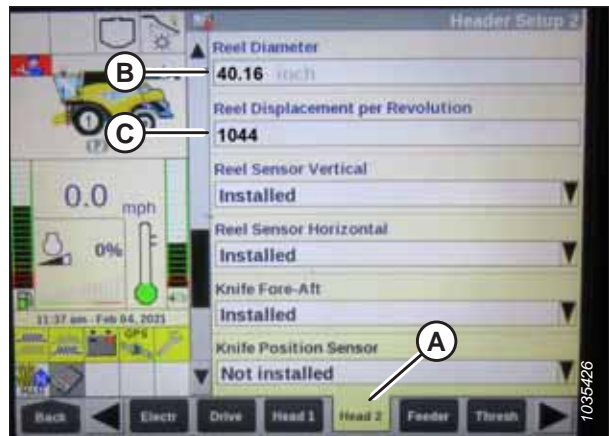 Header Setup 2
Reel Diameter
B
40.16 inch
Reel Displacement per Revolution
C
1044
Reel Sensor Vertical
Installed
Reel Sensor Horizontal
Installed
Knife Fore-Aft
Installed
Knife Position Sensor
Not installed
A
1
(P)
0.0 mph
0%
11:37 am Feb 04, 2021
GPS
Back
Electr
Drive
Head 1
Head 2
Feeder
Thresh
1035426